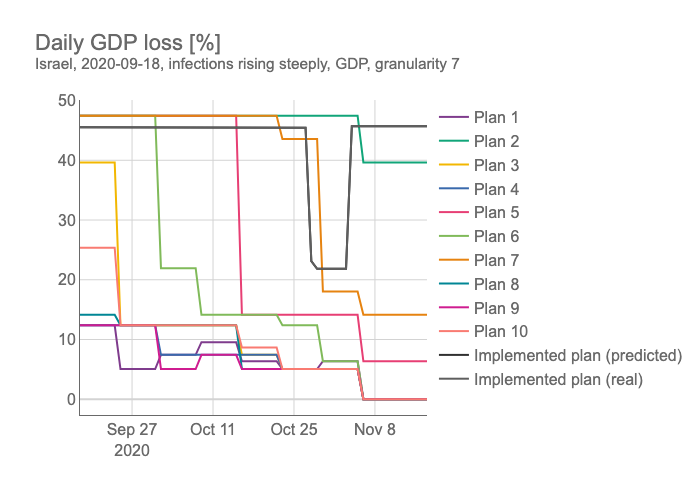 Daily GDP loss [%]
Israel, 2020-09-18, infections rising steeply, GDP, granularity 7
50
40
30
20
10
0
Sep 27
2020
Oct 11
Oct 25
Nov 8
Plan 1
Plan 2
Plan 3
Plan 4
Plan 5
Plan 6
Plan 7
Plan 8
Plan 9
Plan 10
Implemented plan (predicted)
Implemented plan (real)